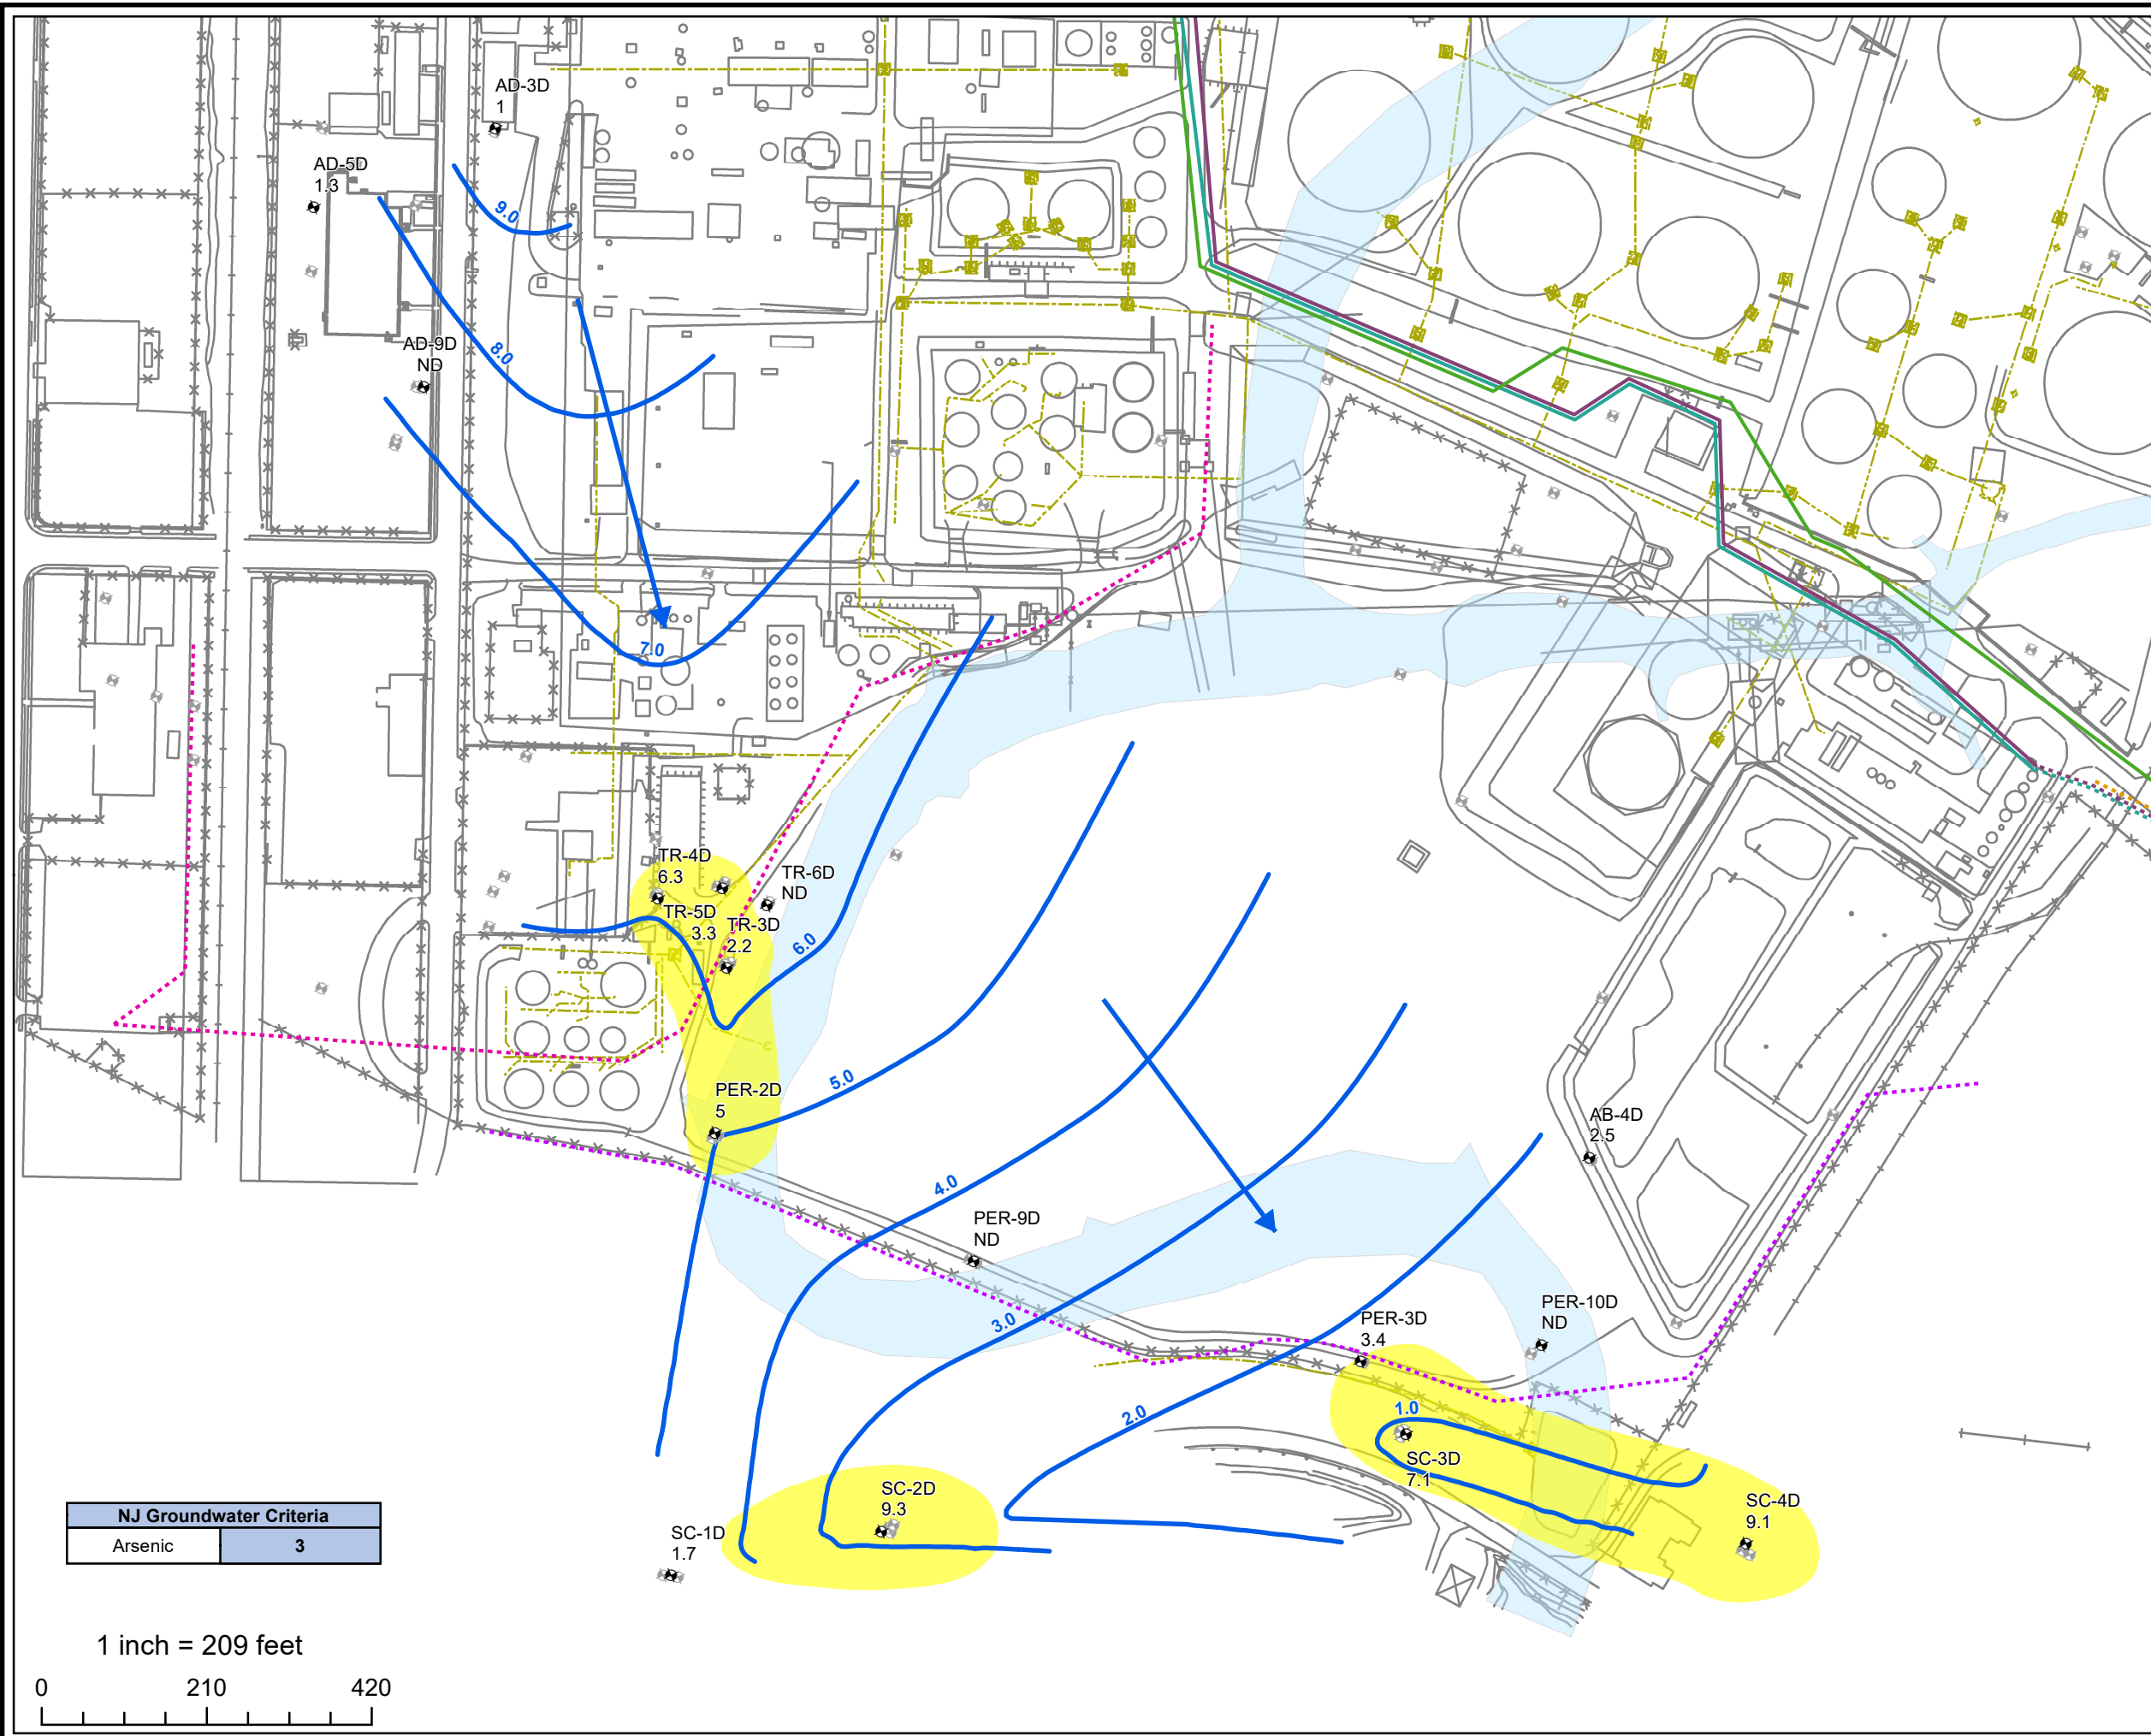 AD-3D
1
AD-5D
1.3
9.0
8.0
AD-9D
ND
7.0
TR-4D
6.3
TR-6D
ND
TR-5D
3.3
TR-3D
2.2
6.0
5.0
PER-2D
5
AB-4D
2.5
4.0
PER-9D
ND
3.0
PER-10D
ND
PER-3D
3.4
2.0
1.0
SC-3D
7.1
SC-2D
9.3
SC-4D
9.1
SC-1D
1.7
NJ Groundwater Criteria
Arsenic 3
1 inch = 209 feet
0 210 420